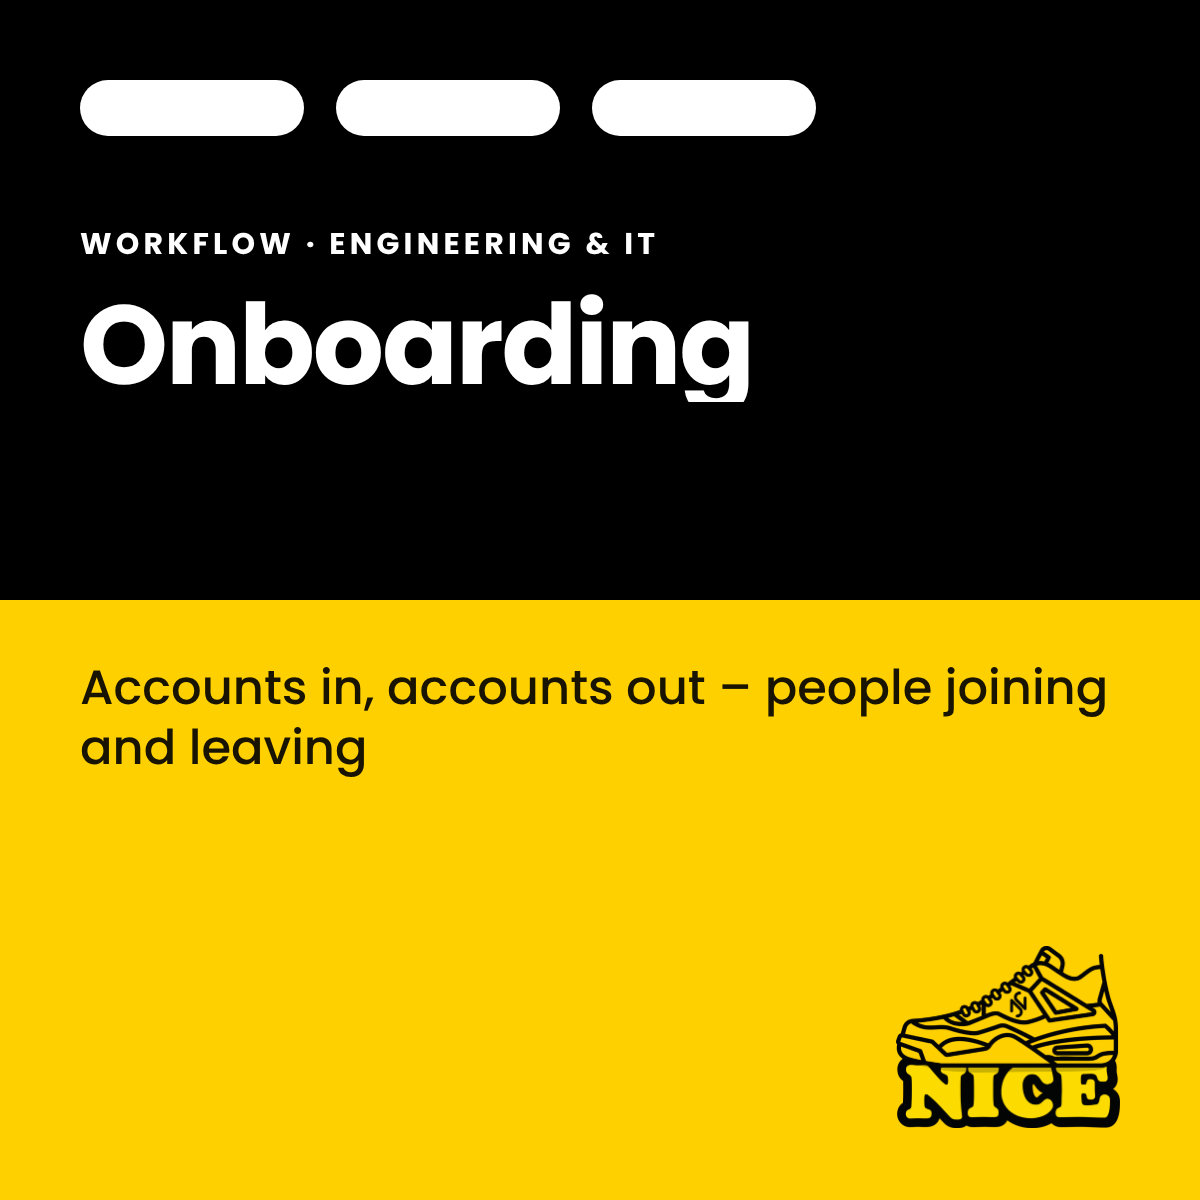 WORKFLOW · ENGINEERING & IT
Onboarding
Accounts in, accounts out – people joining
and leaving
NICE